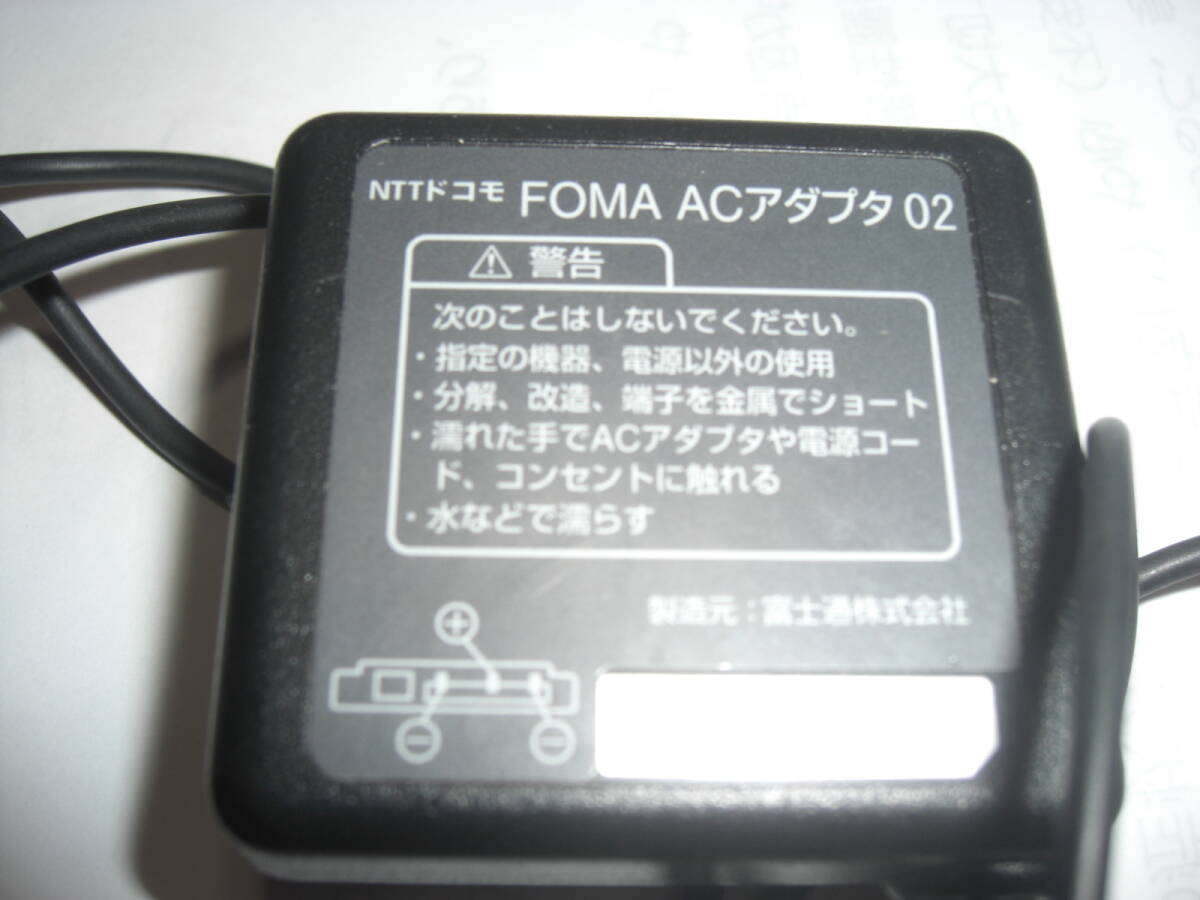 NTTドコモ FOMA ACアダプタ 02
警告
次のことはしないでください。
・指定の機器、電源以外の使用
・分解、改造、端子を金属でショート
・濡れた手でACアダプタや電源コー
ド、コンセントに触れる
・水などで濡らす
製造元：富士通株式会社